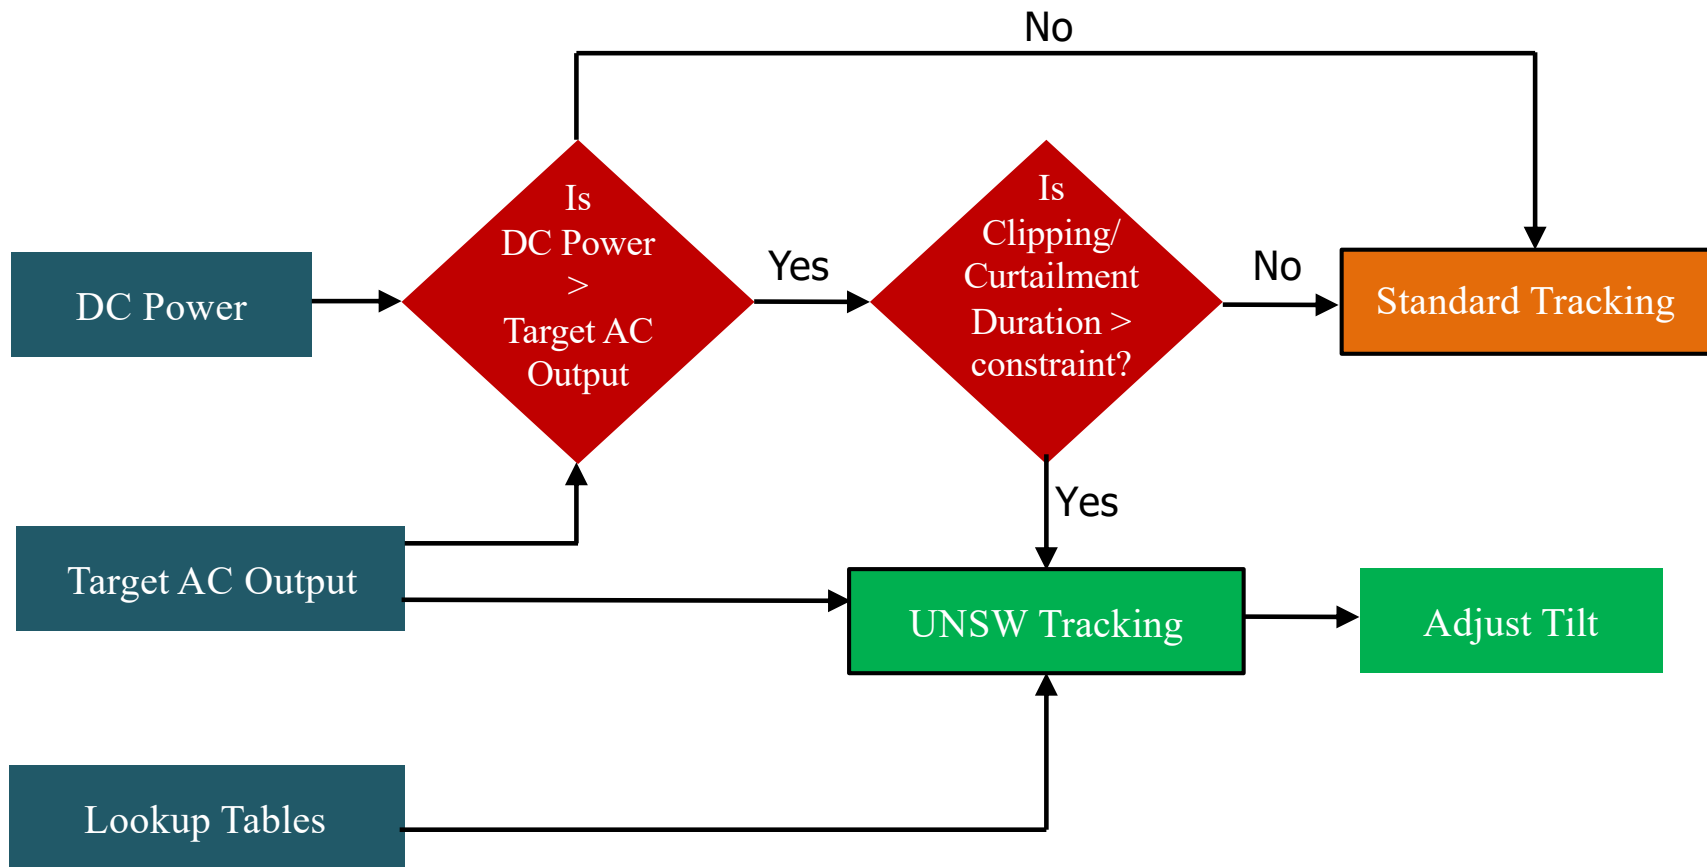 No
Is
DC Power
>
Target AC
Output
Is
Clipping/
Curtailment
Duration >
constraint?
Yes
No
DC Power
Standard Tracking
Yes
Target AC Output
UNSW Tracking
Adjust Tilt
Lookup Tables